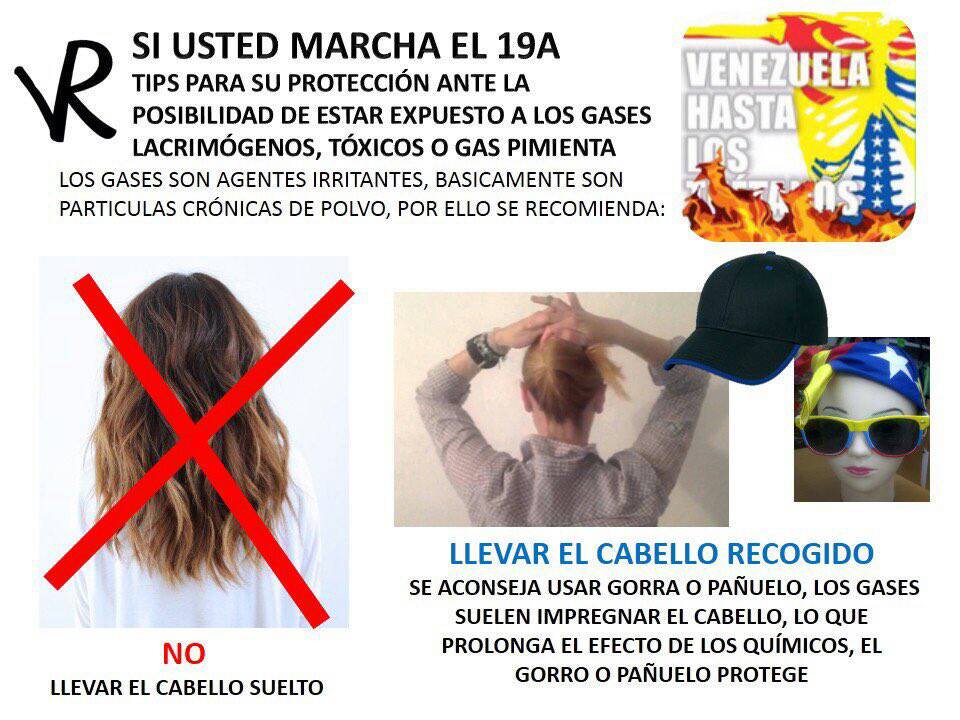 VR
SI USTED MARCHA EL 19A
TIPS PARA SU PROTECCIÓN ANTE LA
POSIBILIDAD DE ESTAR EXPUESTO A LOS GASES
LACRIMÓGENOS, TÓXICOS O GAS PIMIENTA
LOS GASES SON AGENTES IRRITANTES, BASICAMENTE SON
PARTICULAS CRÓNICAS DE POLVO, POR ELLO SE RECOMIENDA:
VENEZUELA
HASTA
LOS
NO
LLEVAR EL CABELLO SUELTO
LLEVAR EL CABELLO RECOGIDO
SE ACONSEJA USAR GORRA O PAÑUELO, LOS GASES
SUELEN IMPREGNAR EL CABELLO, LO QUE
PROLONGA EL EFECTO DE LOS QUÍMICOS, EL
GORRO O PAÑUELO PROTEGE